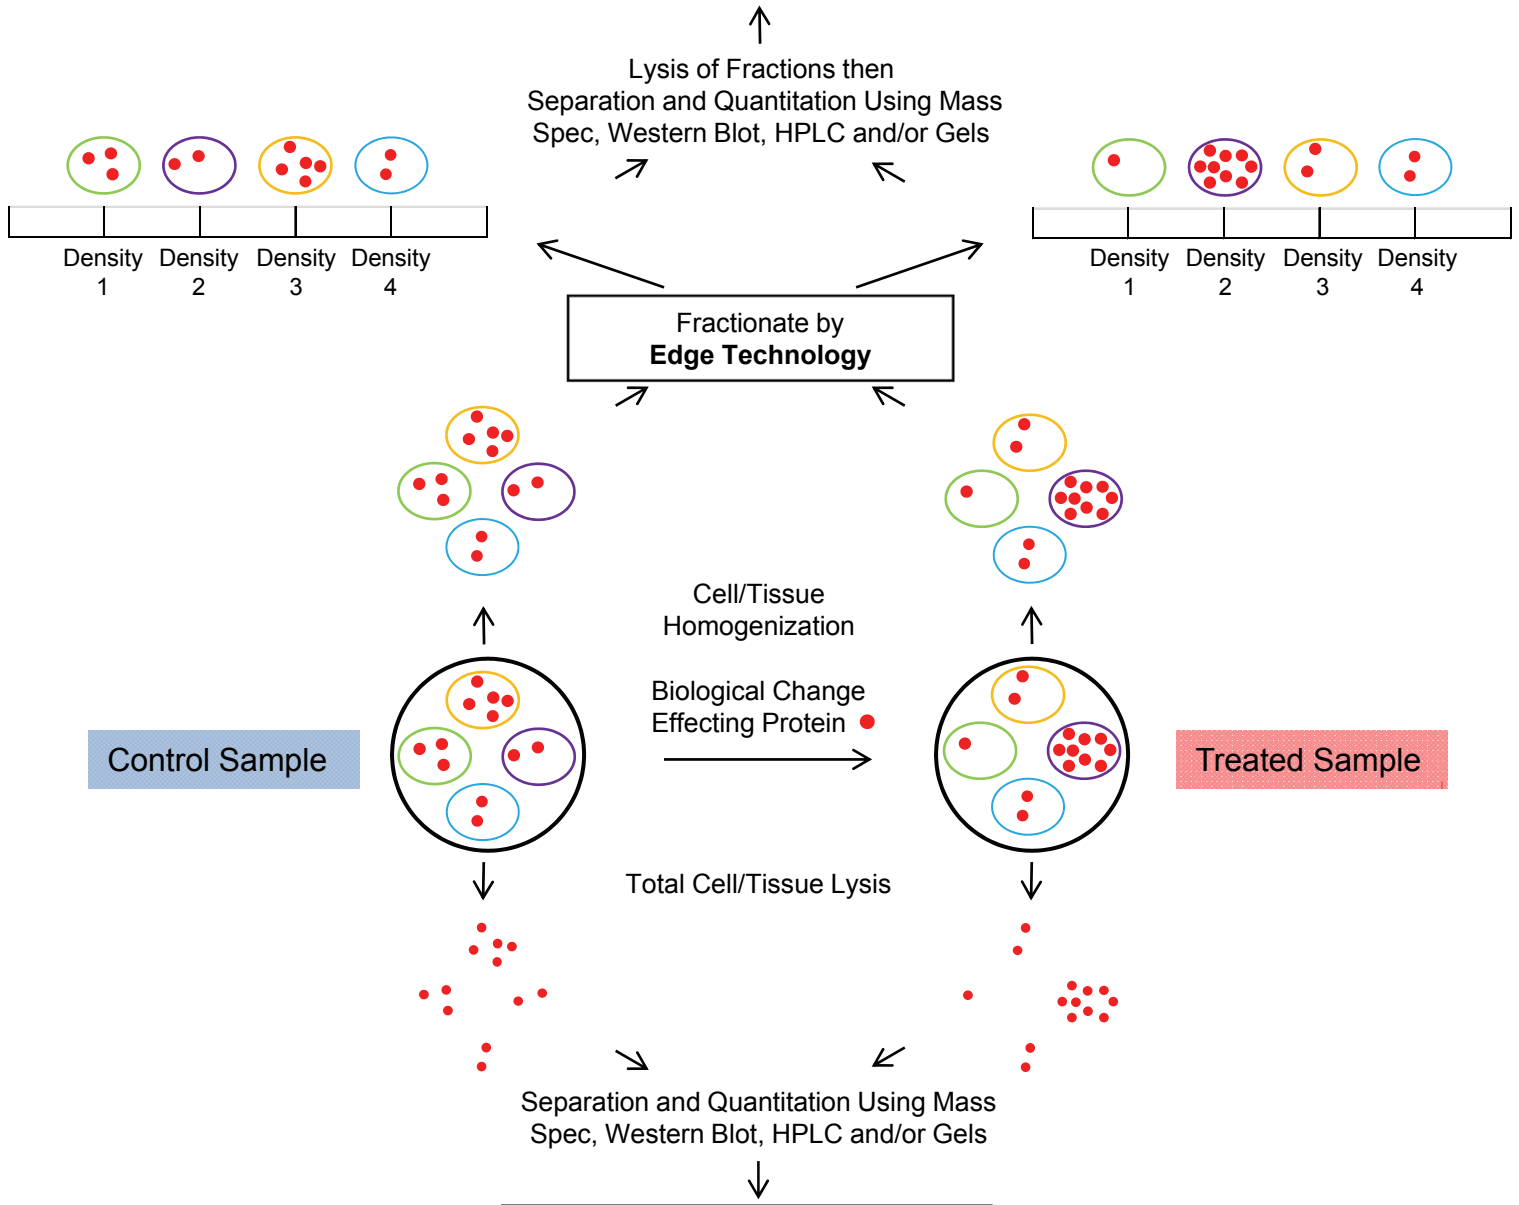 Lysis of Fractions then
Separation and Quantitation Using Mass
Spec, Western Blot, HPLC and/or Gels
Density Density Density Density
1 2 3 4
Density Density Density Density
1 2 3 4
Fractionate by
Edge Technology
Cell/Tissue
Homogenization
Biological Change
Effecting Protein
Control Sample
Treated Sample
Total Cell/Tissue Lysis
Separation and Quantitation Using Mass
Spec, Western Blot, HPLC and/or Gels